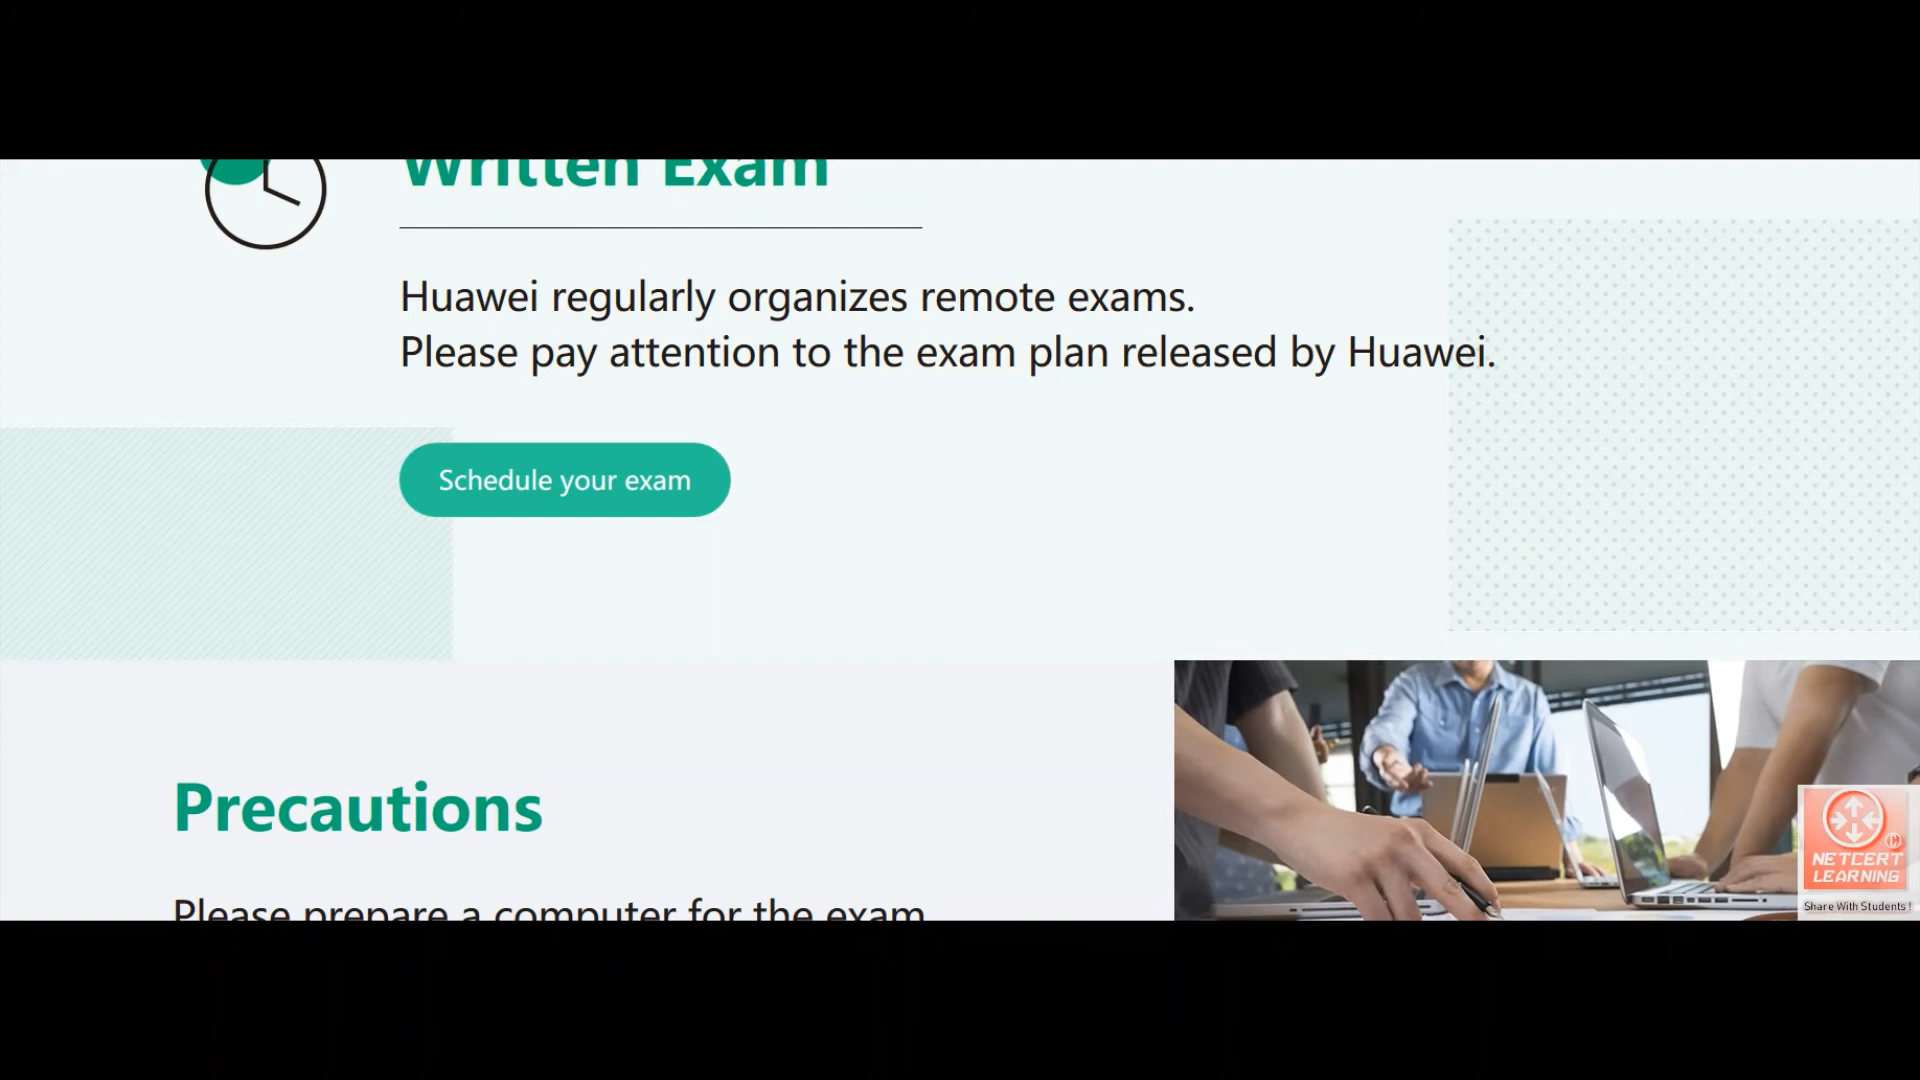 Written Exam
Huawei regularly organizes remote exams.
Please pay attention to the exam plan released by Huawei.
Schedule your exam
Precautions
Please prepare a computer for the exam
NETCERT
LEARNING
Share With Students !